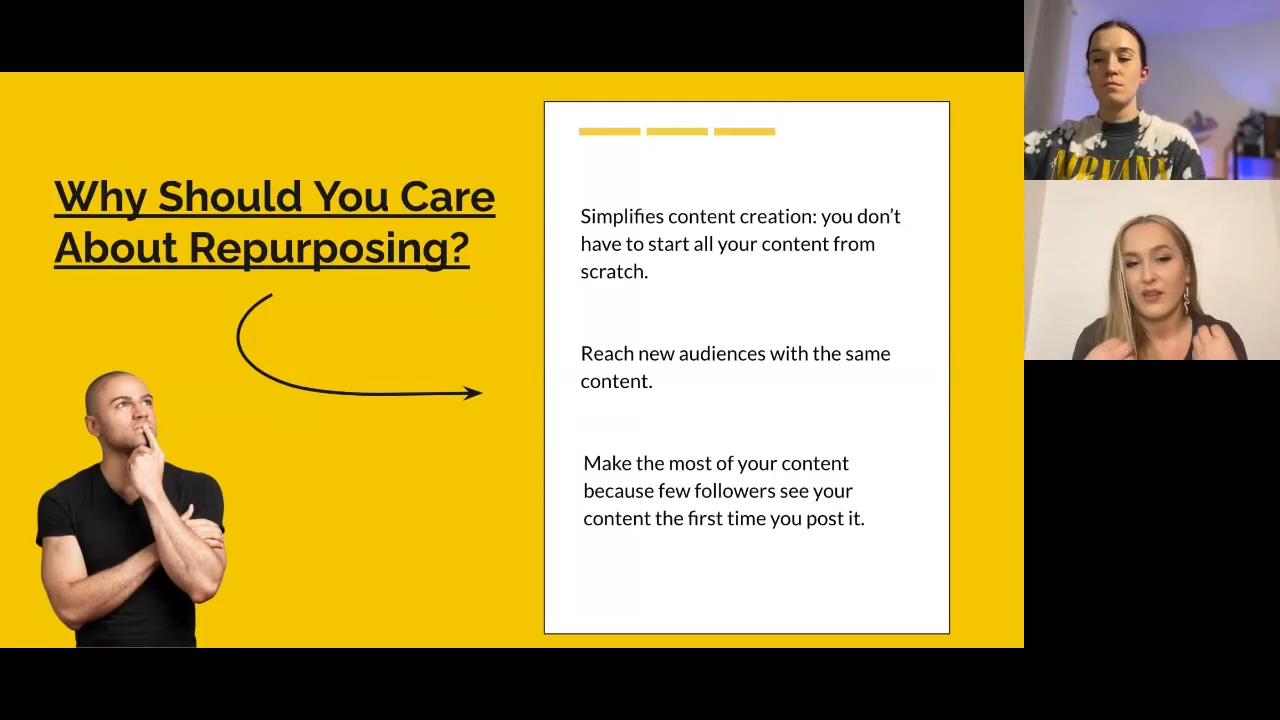 Why Should You Care
About Repurposing?
Simplifies content creation: you don’t
have to start all your content from
scratch.
Reach new audiences with the same
content.
Make the most of your content
because few followers see your
content the first time you post it.
NIRVANA